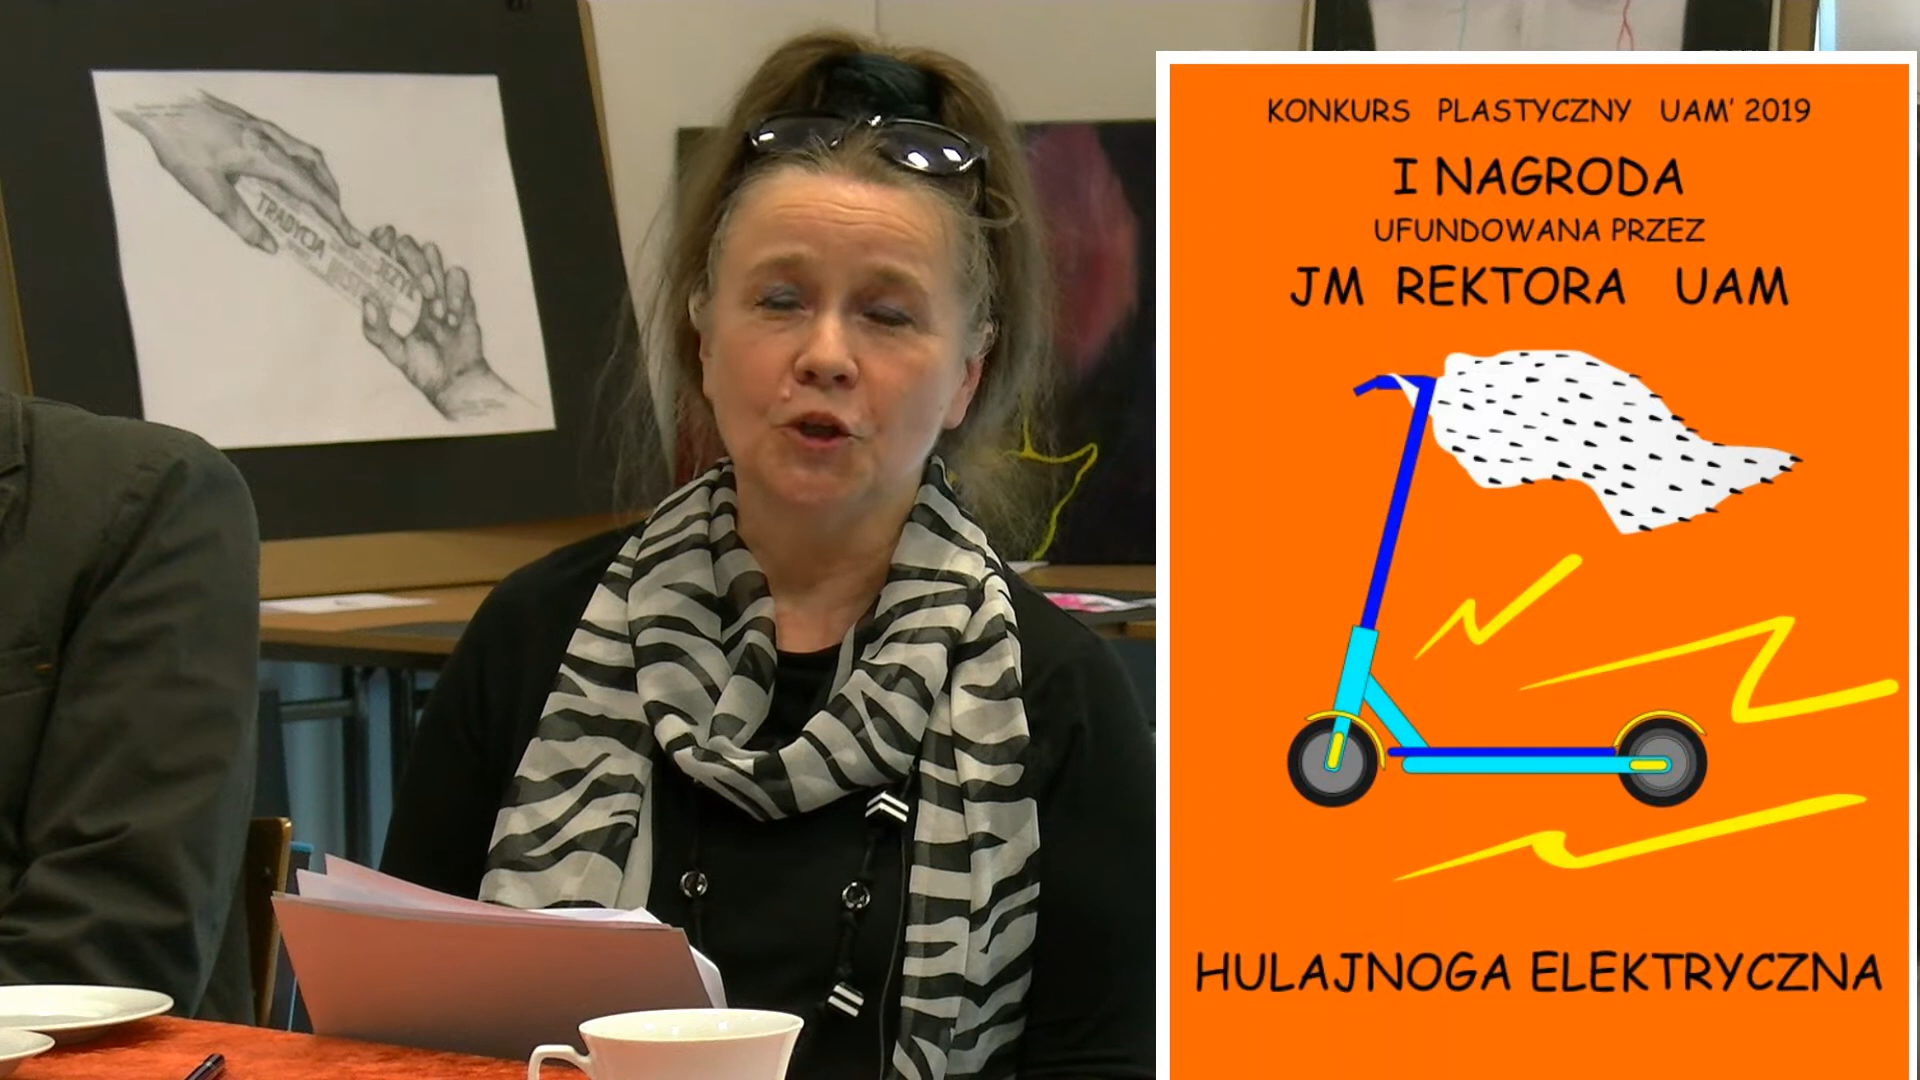 TRADYCJA
KONKURS PLASTYCZNY UAM' 2019
I NAGRODA
UFUNDOWANA PRZEZ
JM REKTORA UAM
HULAJNOGA ELEKTRYCZNA